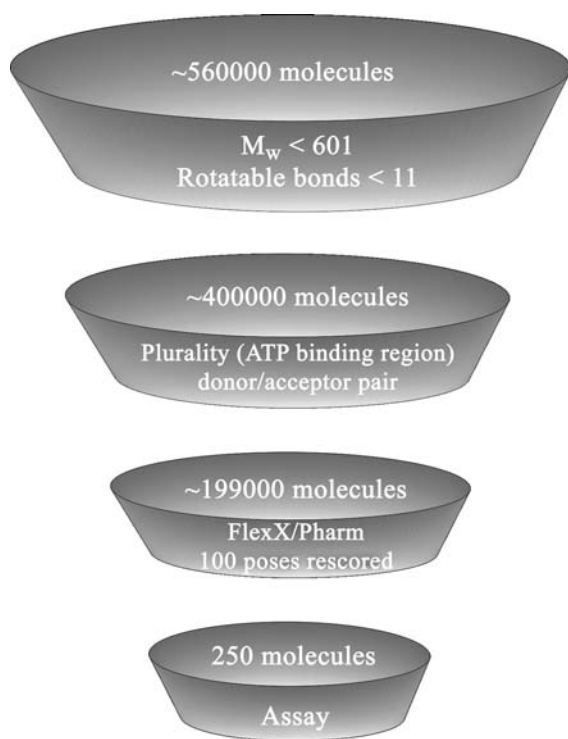 ~560000 molecules
Mw < 601
Rotatable bonds < 11
~400000 molecules
Plurality (ATP binding region)
donor/acceptor pair
~199000 molecules
FlexX/Pharm
100 poses rescored
250 molecules
Assay